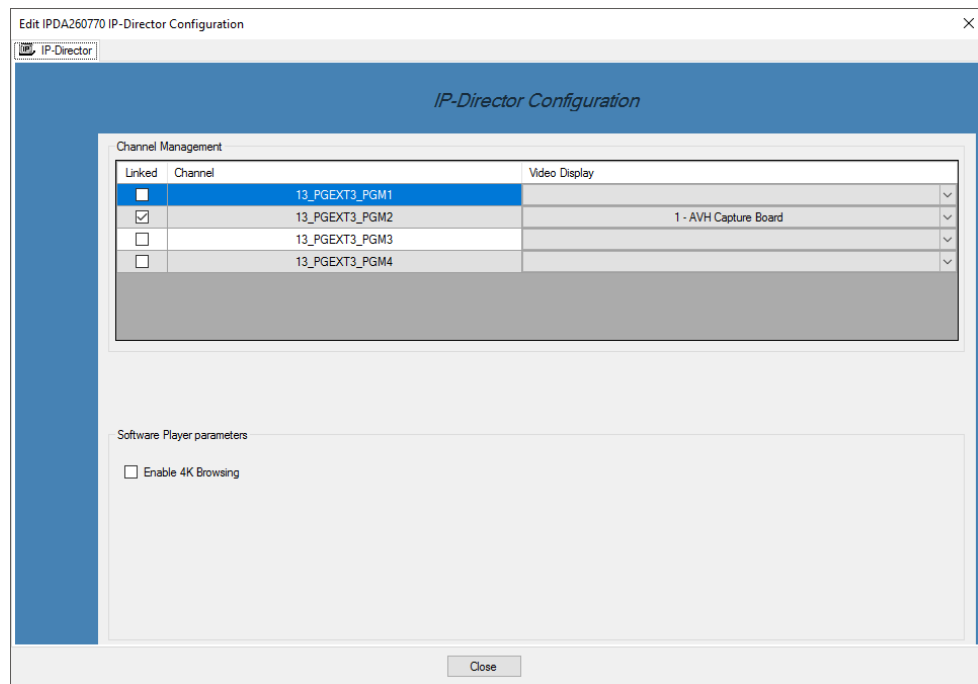 Edit IPDA260770 IP-Director Configuration
IP-Director
IP-Director Configuration
Channel Management
Linked Channel Video Display
13_PGEXT3_PGM1
13_PGEXT3_PGM2 1 - AVH Capture Board
13_PGEXT3_PGM3
13_PGEXT3_PGM4
Software Player parameters
Enable 4K Browsing
Close